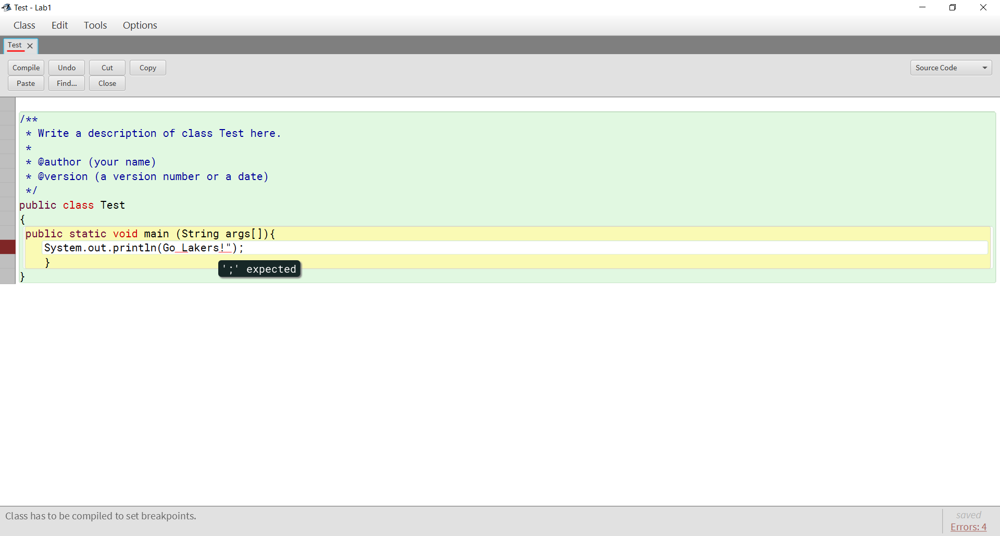 Test - Lab1
Class Edit Tools Options
Test
Compile Undo Cut Copy Source Code
Paste Find... Close
/**
 * Write a description of class Test here.
 *
 * @author (your name)
 * @version (a version number or a date)
 */
public class Test
{
 public static void main (String args[]){
    System.out.println(Go Lakers!");
    }
';' expected
}
Class has to be compiled to set breakpoints.
saved
Errors: 4